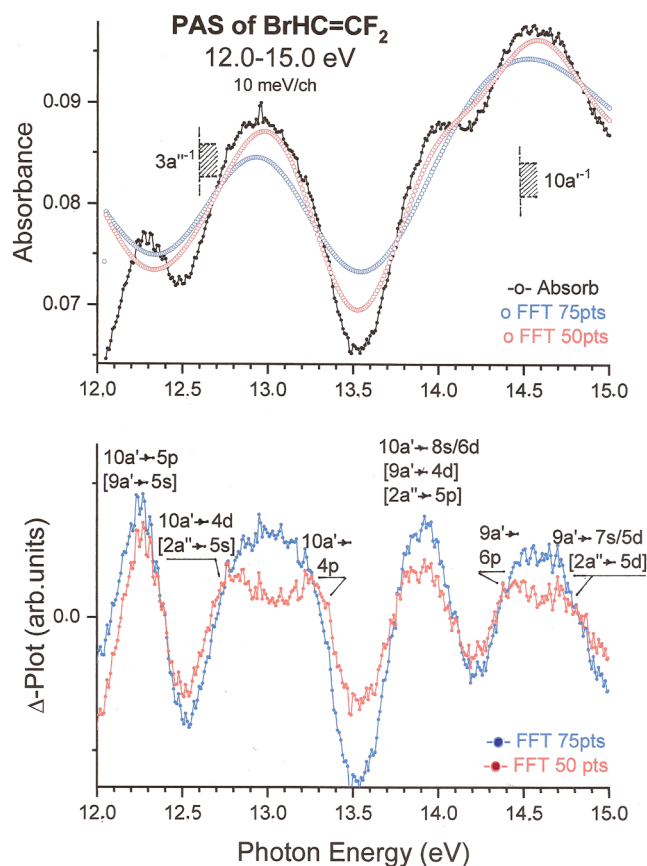 PAS of BrHC=CF₂
12.0-15.0 eV
10 meV/ch
3a''⁻¹
10a'⁻¹
0.09
0.08
0.07
Absorbance
-o- Absorb
o FFT 75pts
o FFT 50pts
12.0 12.5 13.0 13.5 14.0 14.5 15.0
10a'→5p
[9a'→5s]
10a'→4d
[2a''→5s]
10a'→
4p
10a'→8s/6d
[9a'→4d]
[2a''→5p]
9a'→
6p
9a'→7s/5d
[2a''→5d]
0.0
Δ-Plot (arb.units)
FFT 75pts
FFT 50 pts
12.0 12.5 13.0 13.5 14.0 14.5 15.0
Photon Energy (eV)